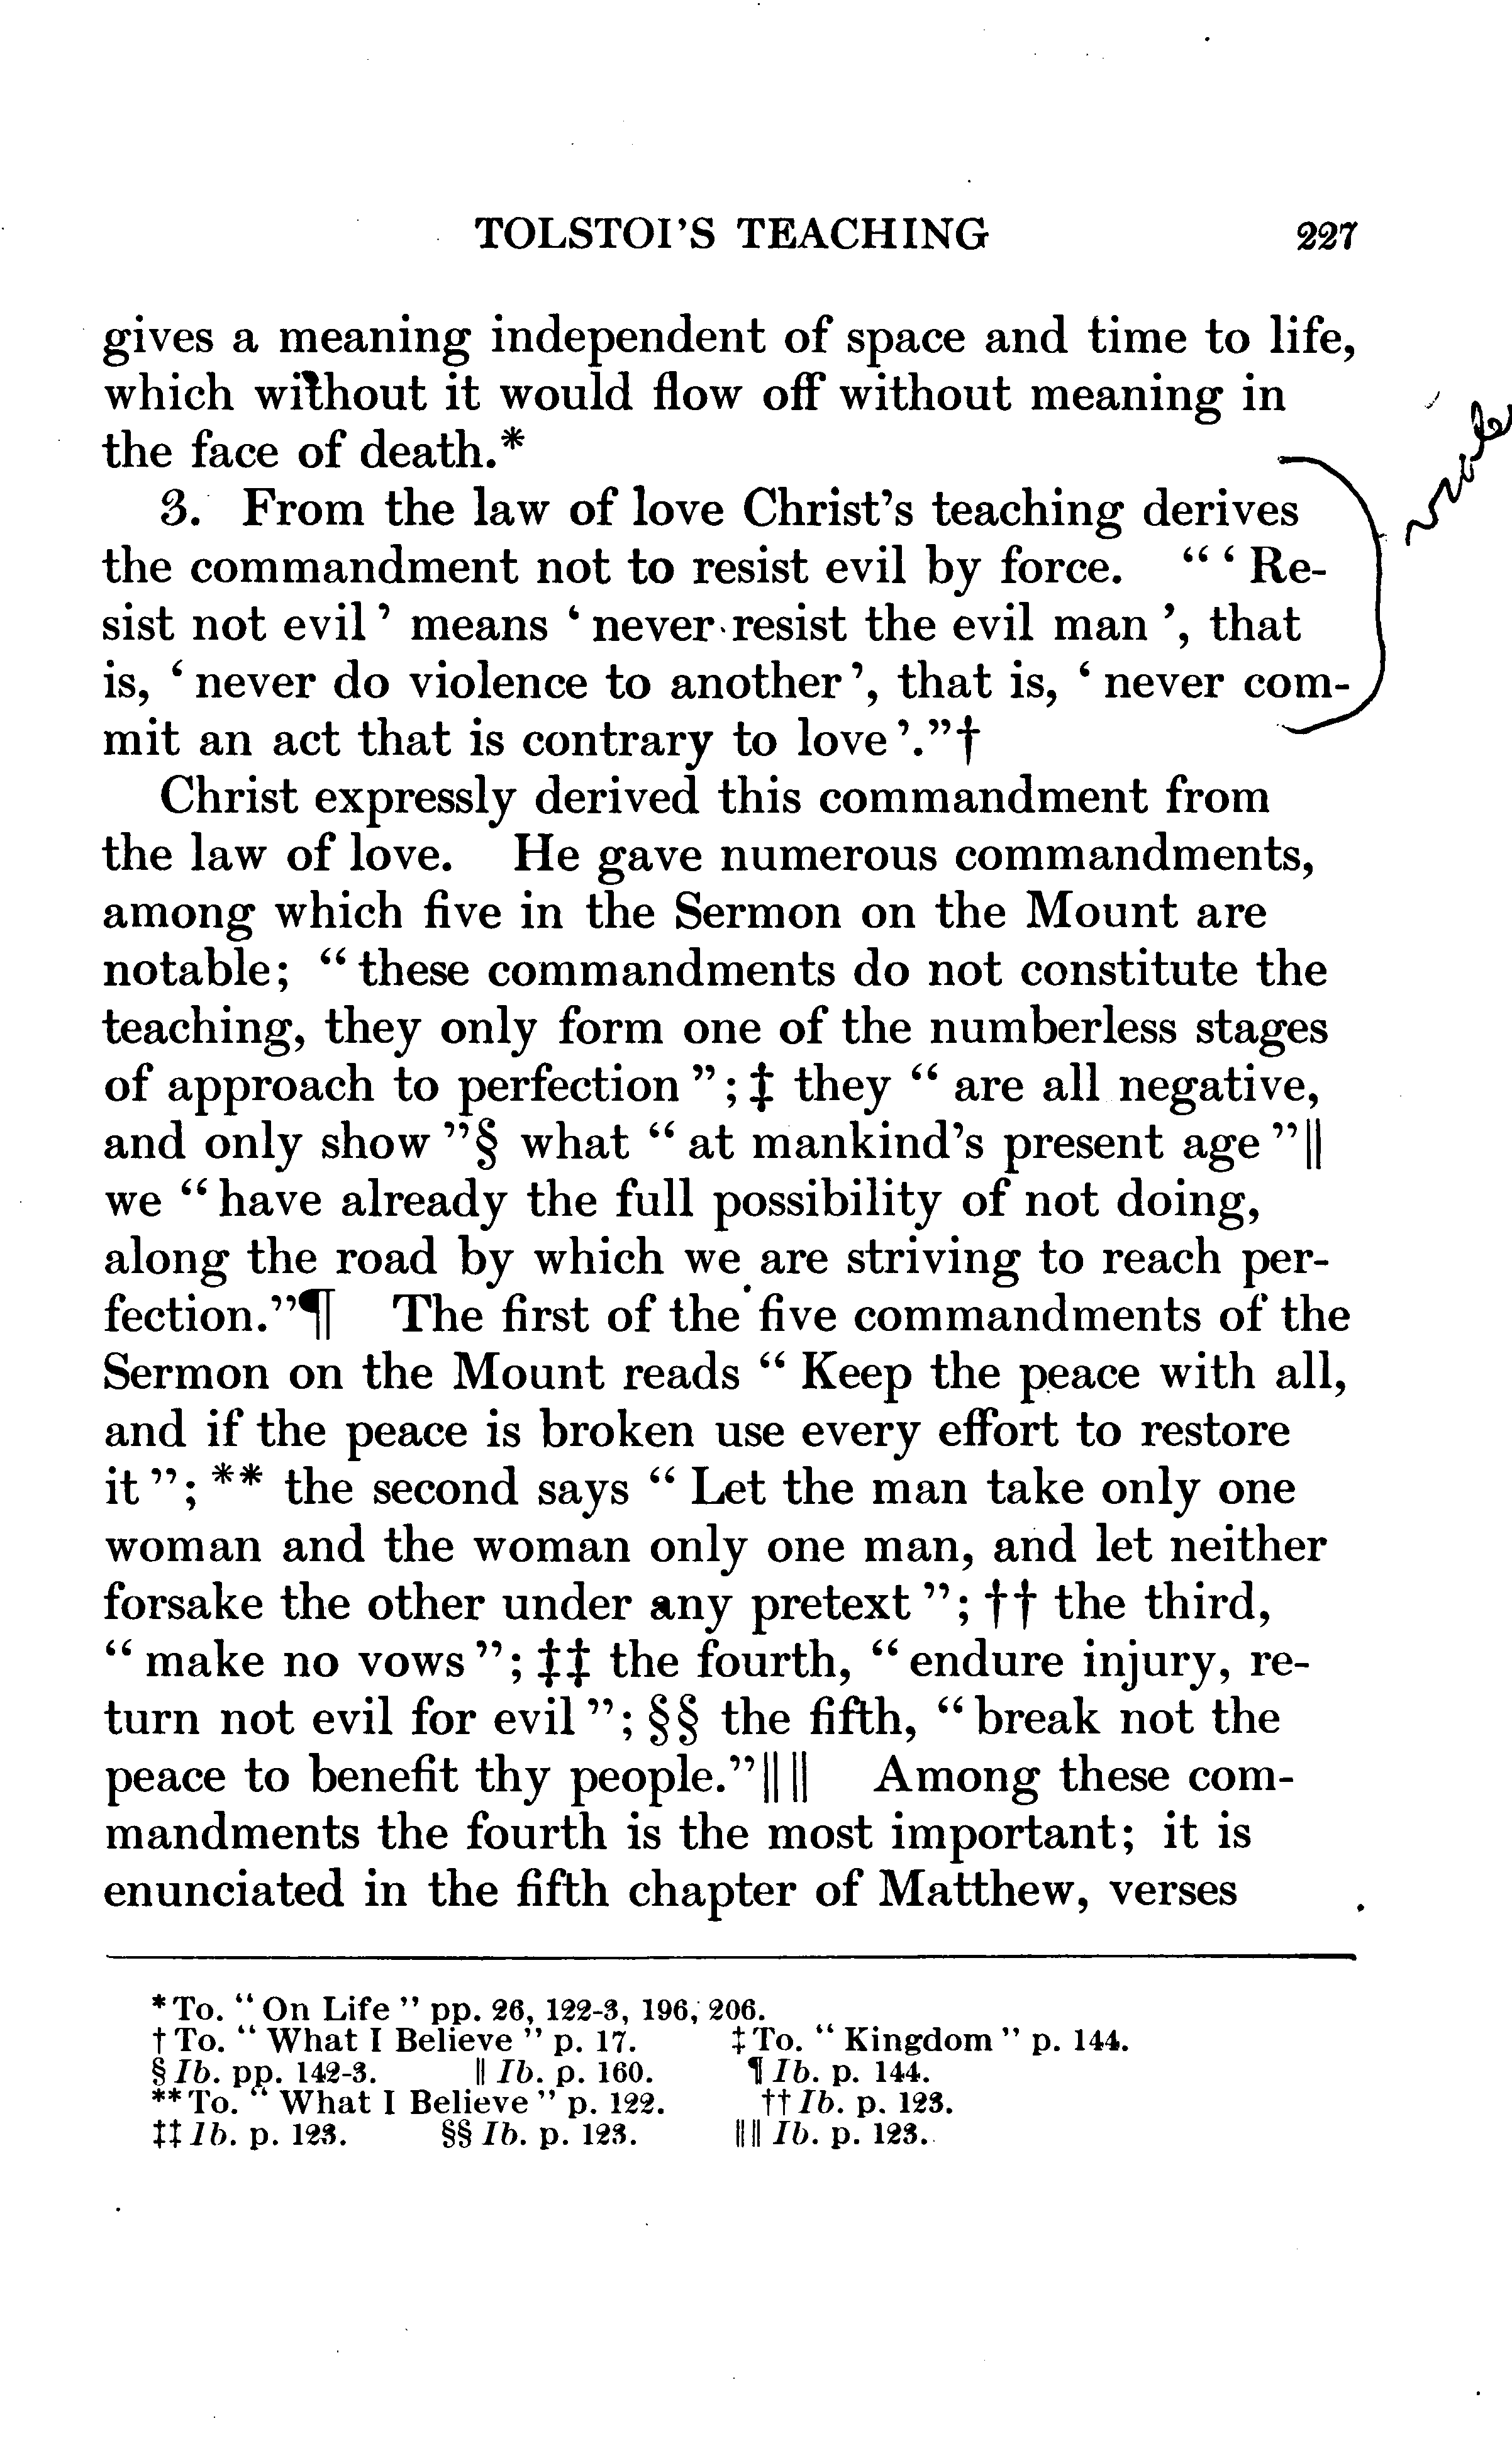 TOLSTOI'S TEACHING 227
gives a meaning independent of space and time to life,
which without it would flow off without meaning in
the face of death.*
3. From the law of love Christ's teaching derives
the commandment not to resist evil by force. “ ‘ Re-
sist not evil ’ means ‘ never resist the evil man ’, that
is, ‘ never do violence to another ’, that is, ‘ never com-
mit an act that is contrary to love ’.”†
Christ expressly derived this commandment from
the law of love. He gave numerous commandments,
among which five in the Sermon on the Mount are
notable; “ these commandments do not constitute the
teaching, they only form one of the numberless stages
of approach to perfection ”; ‡ they “ are all negative,
and only show ”§ what “ at mankind's present age ”‖
we “ have already the full possibility of not doing,
along the road by which we are striving to reach per-
fection.”¶ The first of the five commandments of the
Sermon on the Mount reads “ Keep the peace with all,
and if the peace is broken use every effort to restore
it ”; ** the second says “ Let the man take only one
woman and the woman only one man, and let neither
forsake the other under any pretext ”; †† the third,
“ make no vows ”; ‡‡ the fourth, “ endure injury, re-
turn not evil for evil ”; §§ the fifth, “ break not the
peace to benefit thy people.”‖‖ Among these com-
mandments the fourth is the most important; it is
enunciated in the fifth chapter of Matthew, verses
* To. “ On Life ” pp. 26, 122-3, 196, 206.
† To. “ What I Believe ” p. 17. ‡ To. “ Kingdom ” p. 144.
§ Ib. pp. 142-3. ‖ Ib. p. 160. ¶ Ib. p. 144.
** To. “ What I Believe ” p. 122. †† Ib. p. 123.
‡‡ Ib. p. 123. §§ Ib. p. 123. ‖‖ Ib. p. 123.